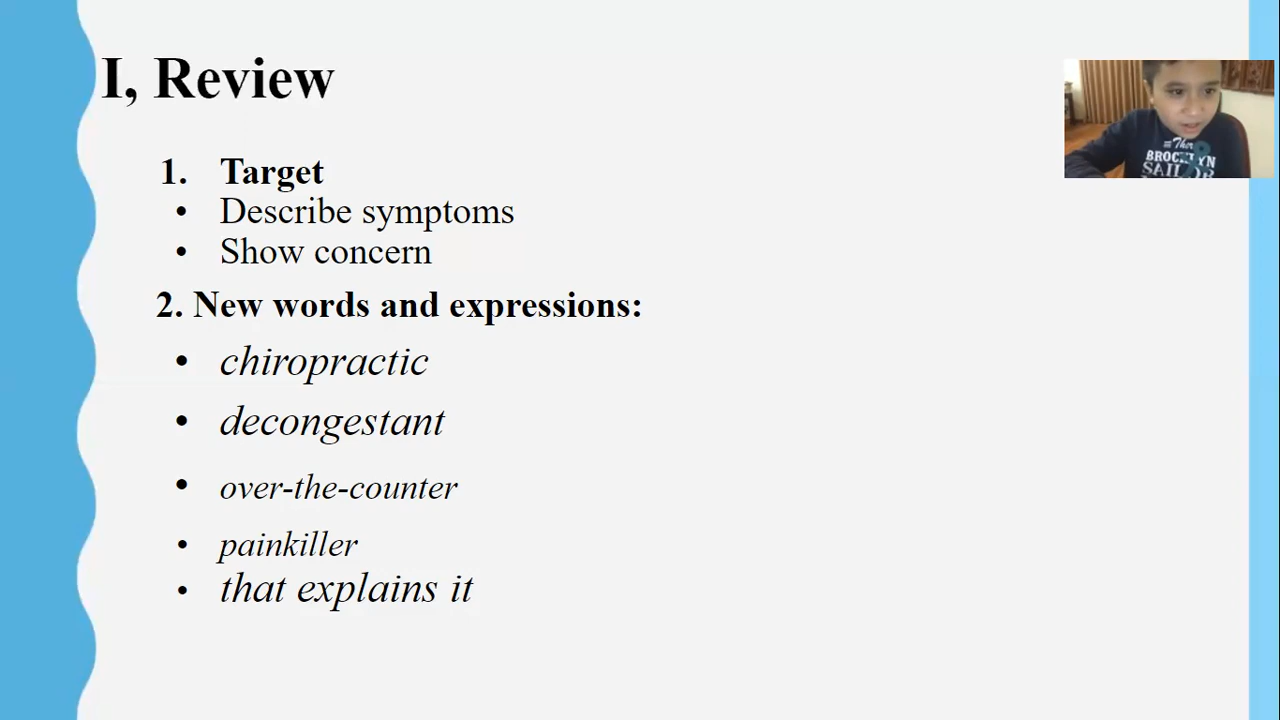 I, Review
1. Target
• Describe symptoms
• Show concern
2. New words and expressions:
• chiropractic
• decongestant
• over-the-counter
• painkiller
• that explains it
BROOKLYN